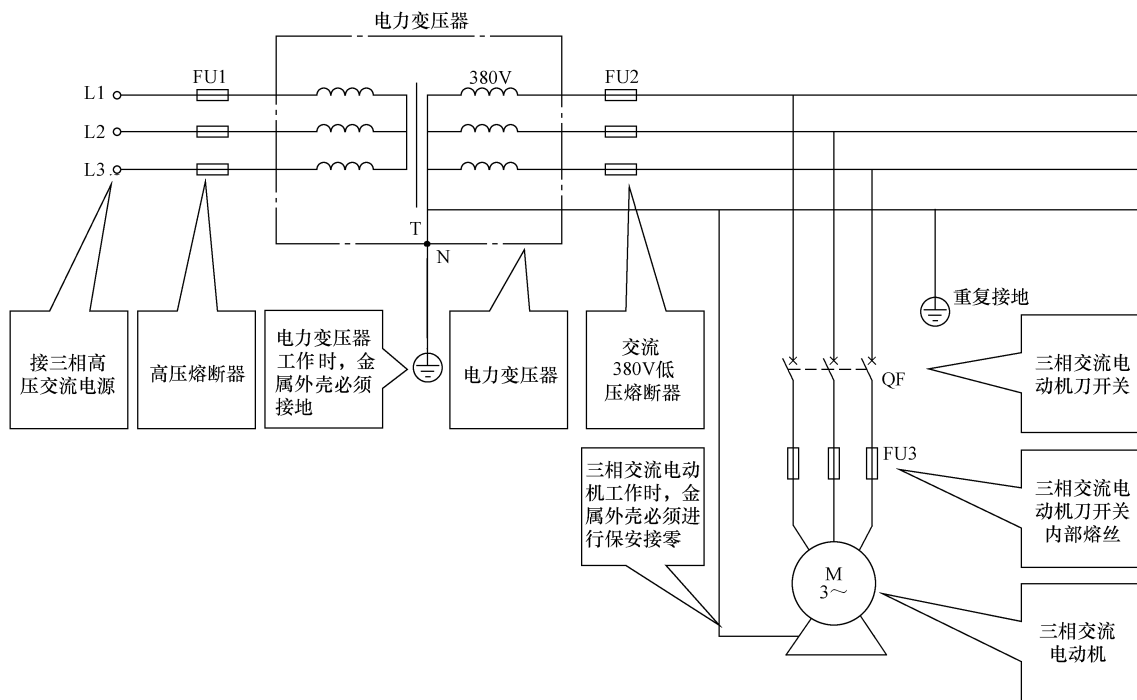 电力变压器
FU1
380V
FU2
L1
L2
L3
T
N
重复接地
接三相高
压交流电源
高压熔断器
电力变压器
工作时，金
属外壳必须
接地
电力变压器
交流
380V低
压熔断器
QF
三相交流电
动机刀开关
FU3
三相交流电动
机工作时，金
属外壳必须进
行保安接零
三相交流电
动机刀开关
内部熔丝
M
3～
三相交流
电动机